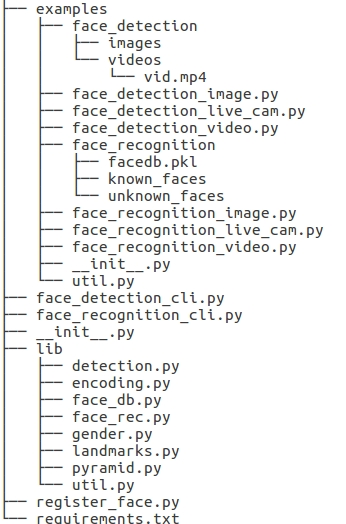 ├── examples
│   ├── face_detection
│   │   ├── images
│   │   └── videos
│   │       └── vid.mp4
│   ├── face_detection_image.py
│   ├── face_detection_live_cam.py
│   ├── face_detection_video.py
│   ├── face_recognition
│   │   ├── facedb.pkl
│   │   ├── known_faces
│   │   └── unknown_faces
│   ├── face_recognition_image.py
│   ├── face_recognition_live_cam.py
│   ├── face_recognition_video.py
│   ├── __init__.py
│   └── util.py
├── face_detection_cli.py
├── face_recognition_cli.py
├── __init__.py
├── lib
│   ├── detection.py
│   ├── encoding.py
│   ├── face_db.py
│   ├── face_rec.py
│   ├── gender.py
│   ├── landmarks.py
│   ├── pyramid.py
│   └── util.py
├── register_face.py
├── requirements.txt